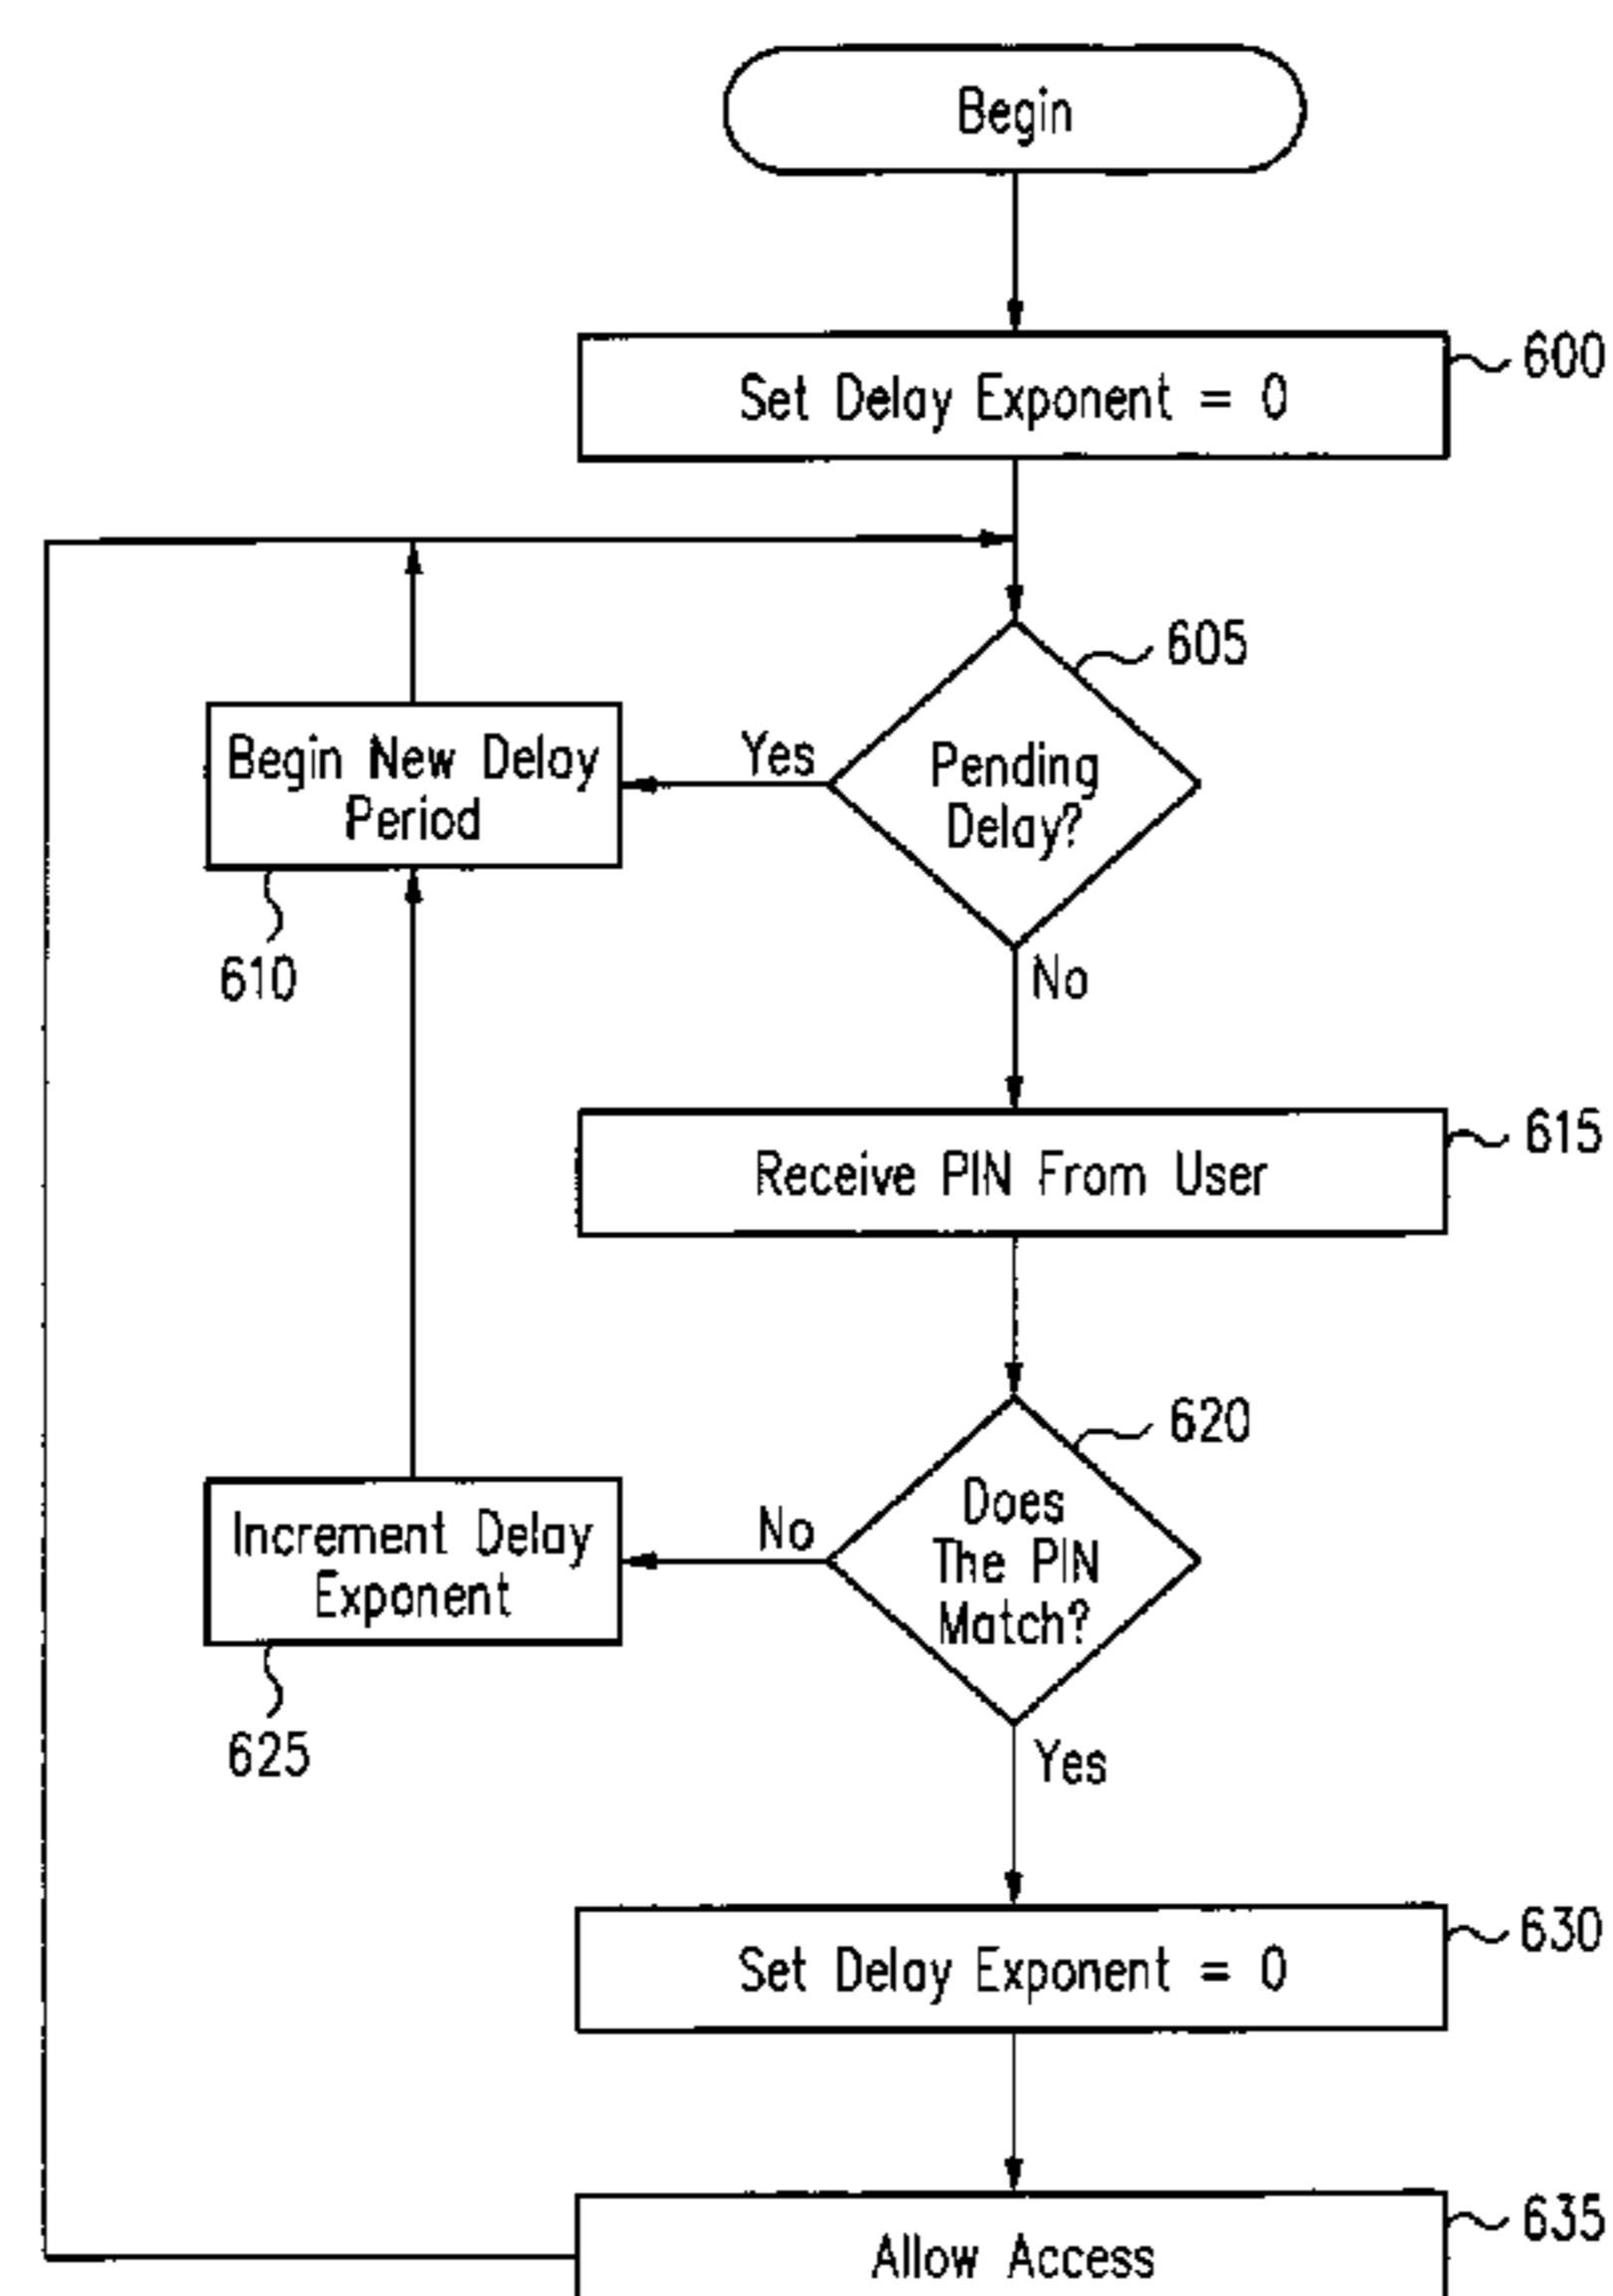 Begin
Set Delay Exponent = 0
600
605
Pending
Delay?
Yes
No
Begin New Delay
Period
610
Receive PIN From User
615
620
Does
The PIN
Match?
No
Yes
Increment Delay
Exponent
625
Set Delay Exponent = 0
630
Allow Access
635